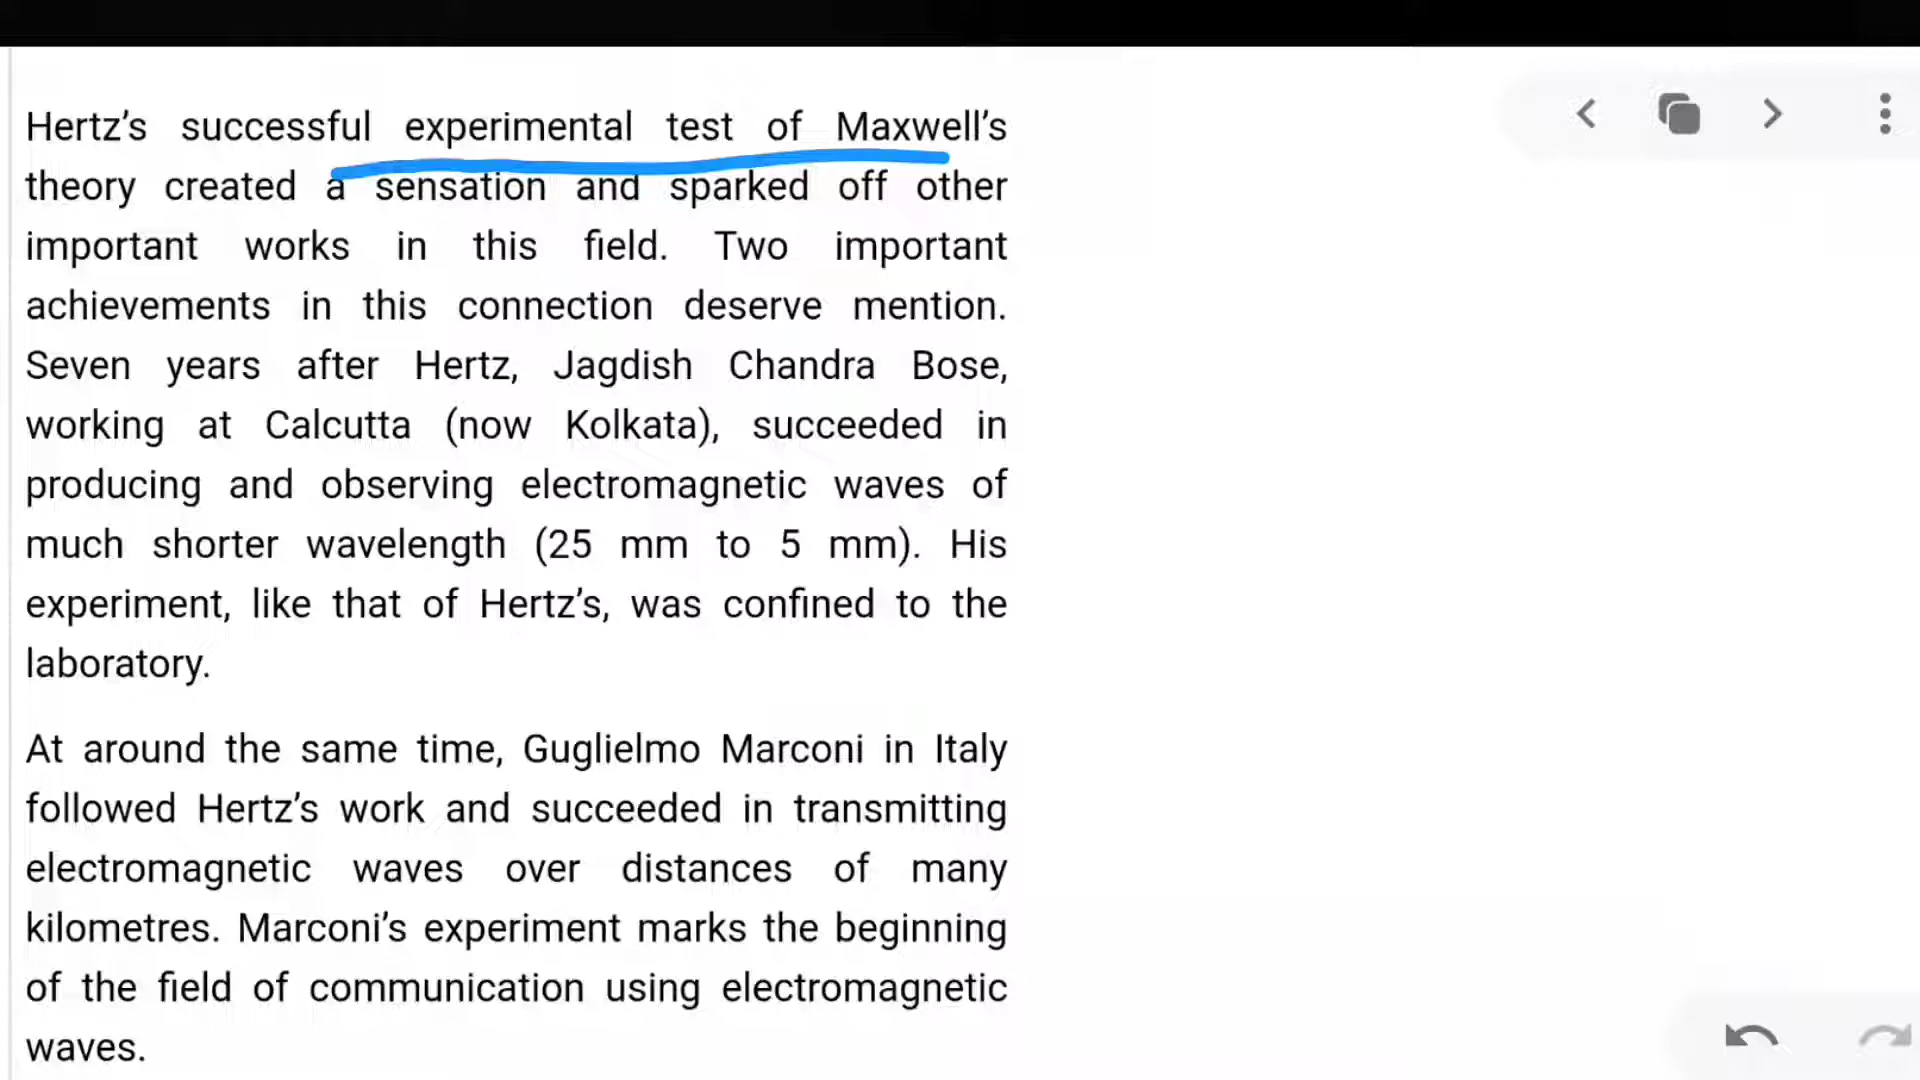 Hertz’s successful experimental test of Maxwell’s
theory created a sensation and sparked off other
important works in this field. Two important
achievements in this connection deserve mention.
Seven years after Hertz, Jagdish Chandra Bose,
working at Calcutta (now Kolkata), succeeded in
producing and observing electromagnetic waves of
much shorter wavelength (25 mm to 5 mm). His
experiment, like that of Hertz’s, was confined to the
laboratory.
At around the same time, Guglielmo Marconi in Italy
followed Hertz’s work and succeeded in transmitting
electromagnetic waves over distances of many
kilometres. Marconi’s experiment marks the beginning
of the field of communication using electromagnetic
waves.